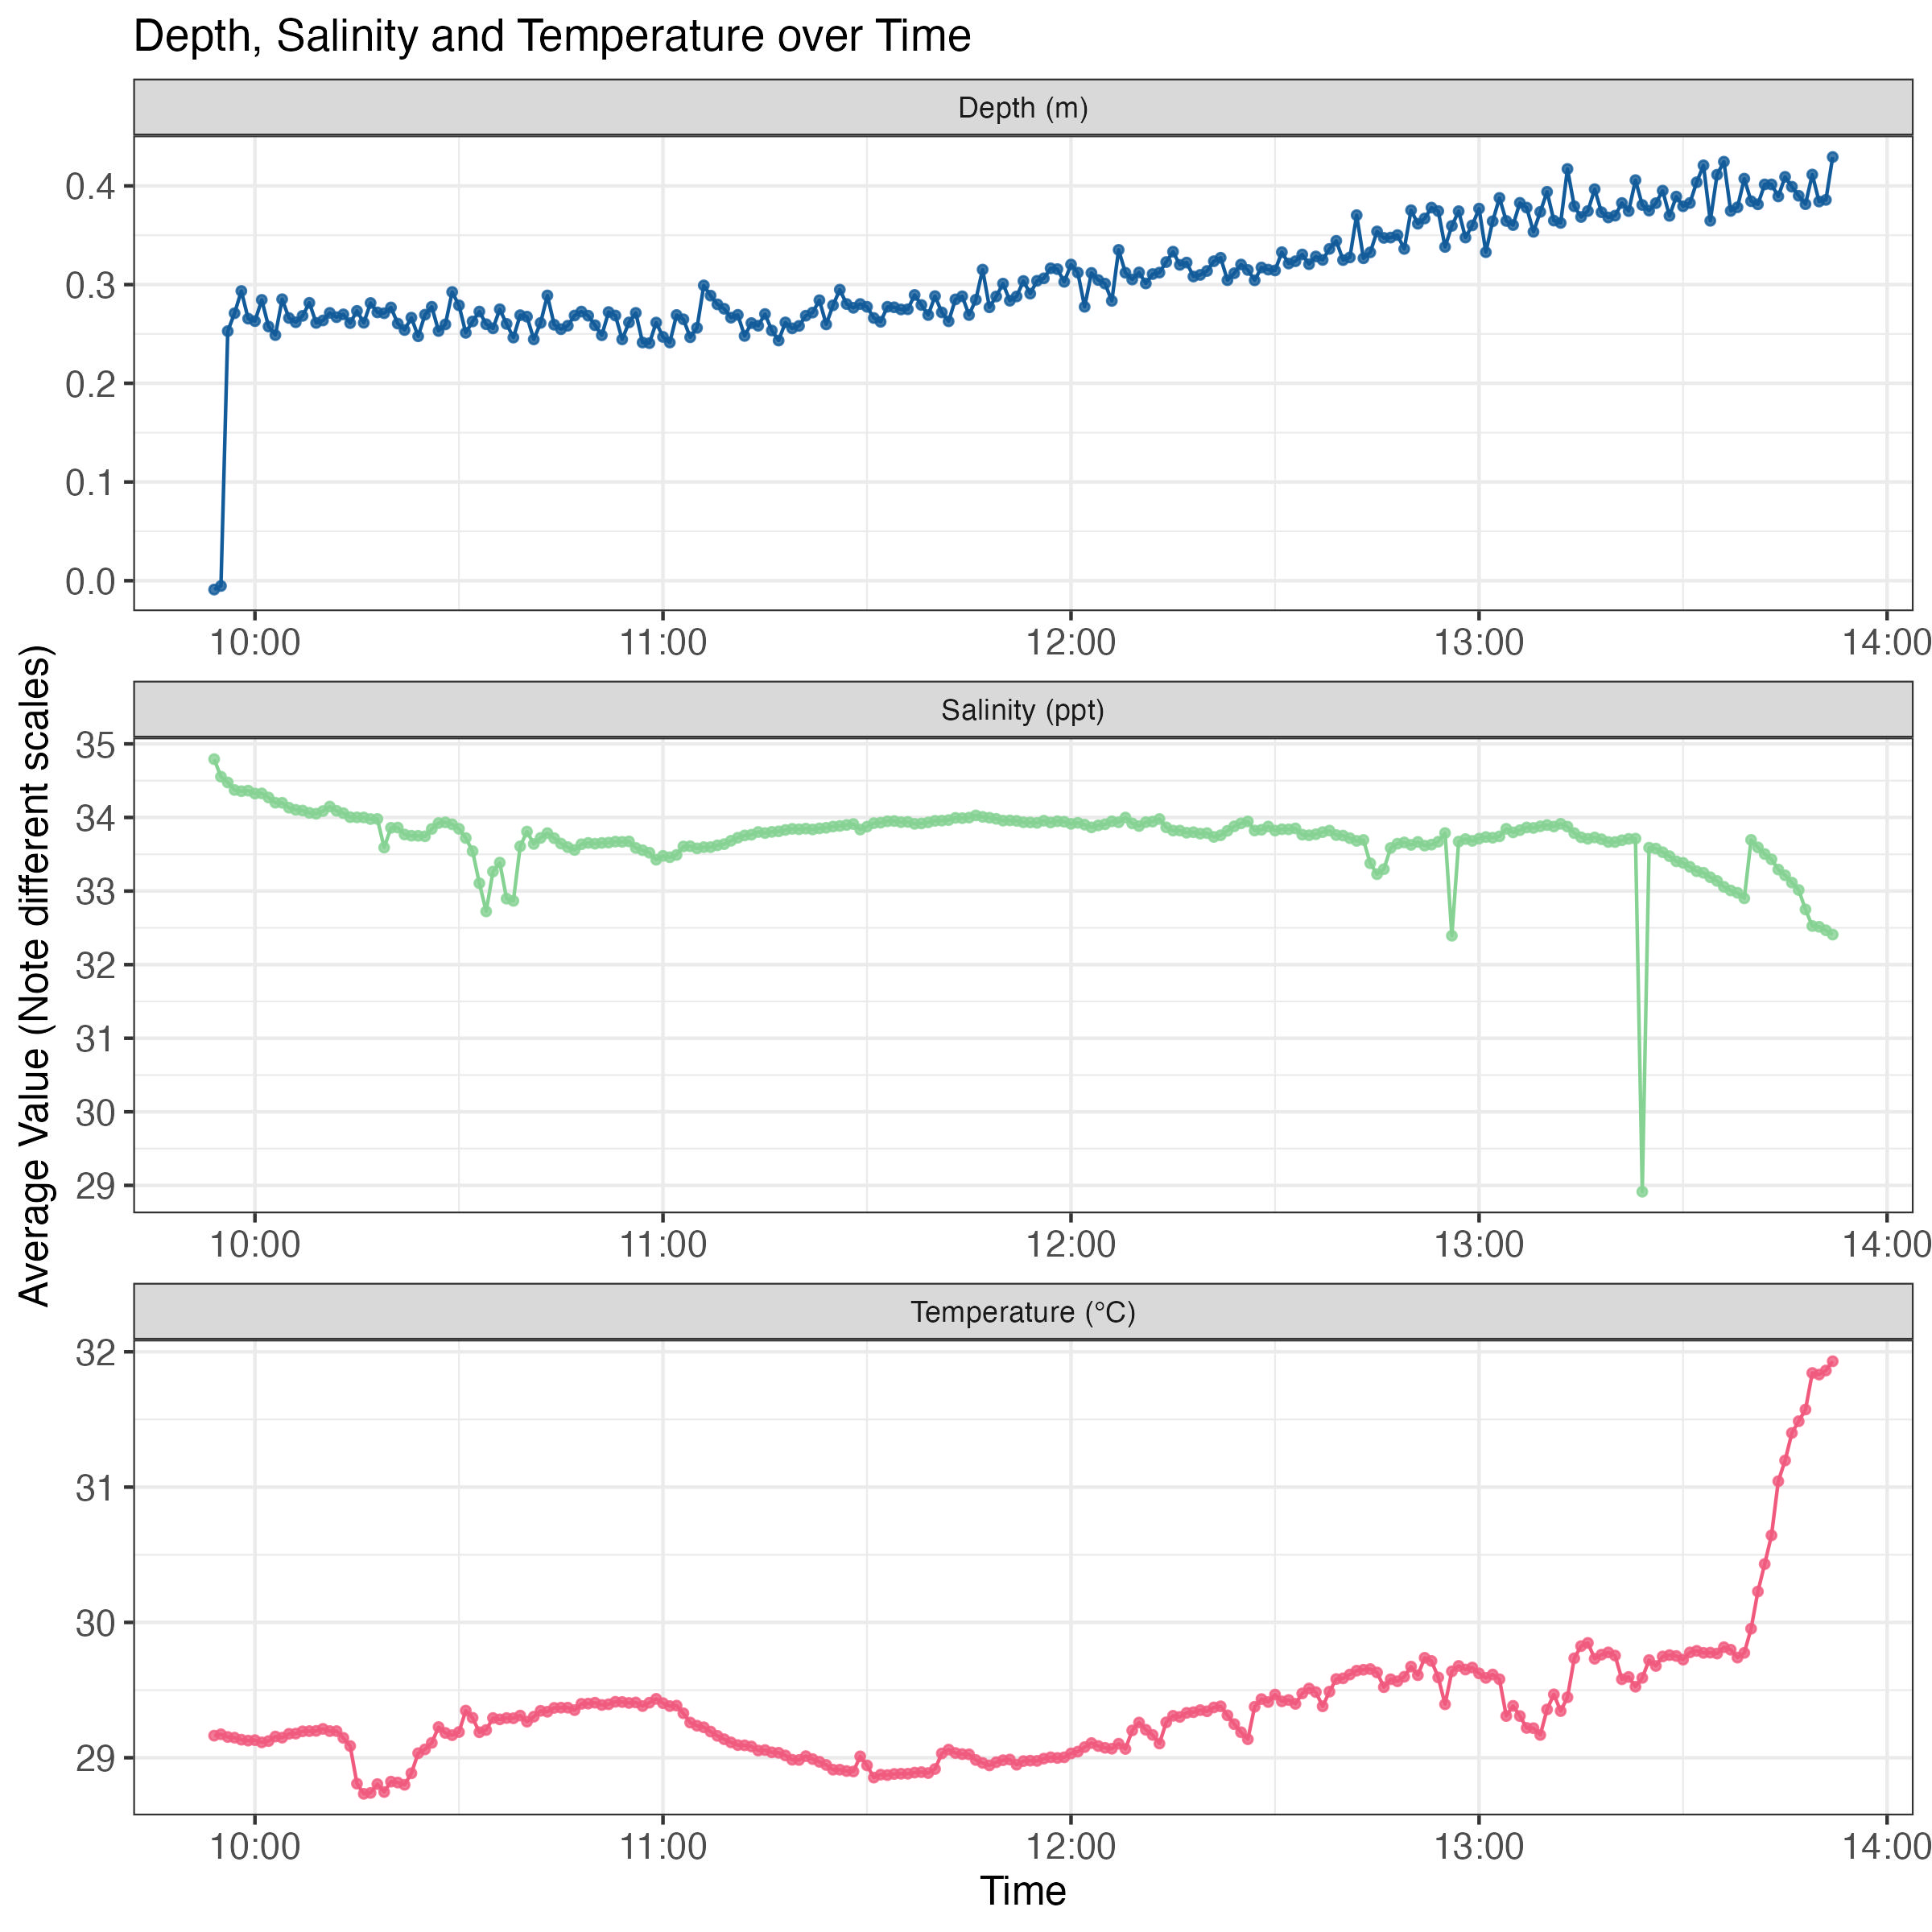 Depth, Salinity and Temperature over Time
Depth (m)
0.4
0.3
0.2
0.1
0.0
10:00 11:00 12:00 13:00 14:00
Average Value (Note different scales)
Salinity (ppt)
35
34
33
32
31
30
29
10:00 11:00 12:00 13:00 14:00
Temperature (°C)
32
31
30
29
10:00 11:00 12:00 13:00 14:00
Time